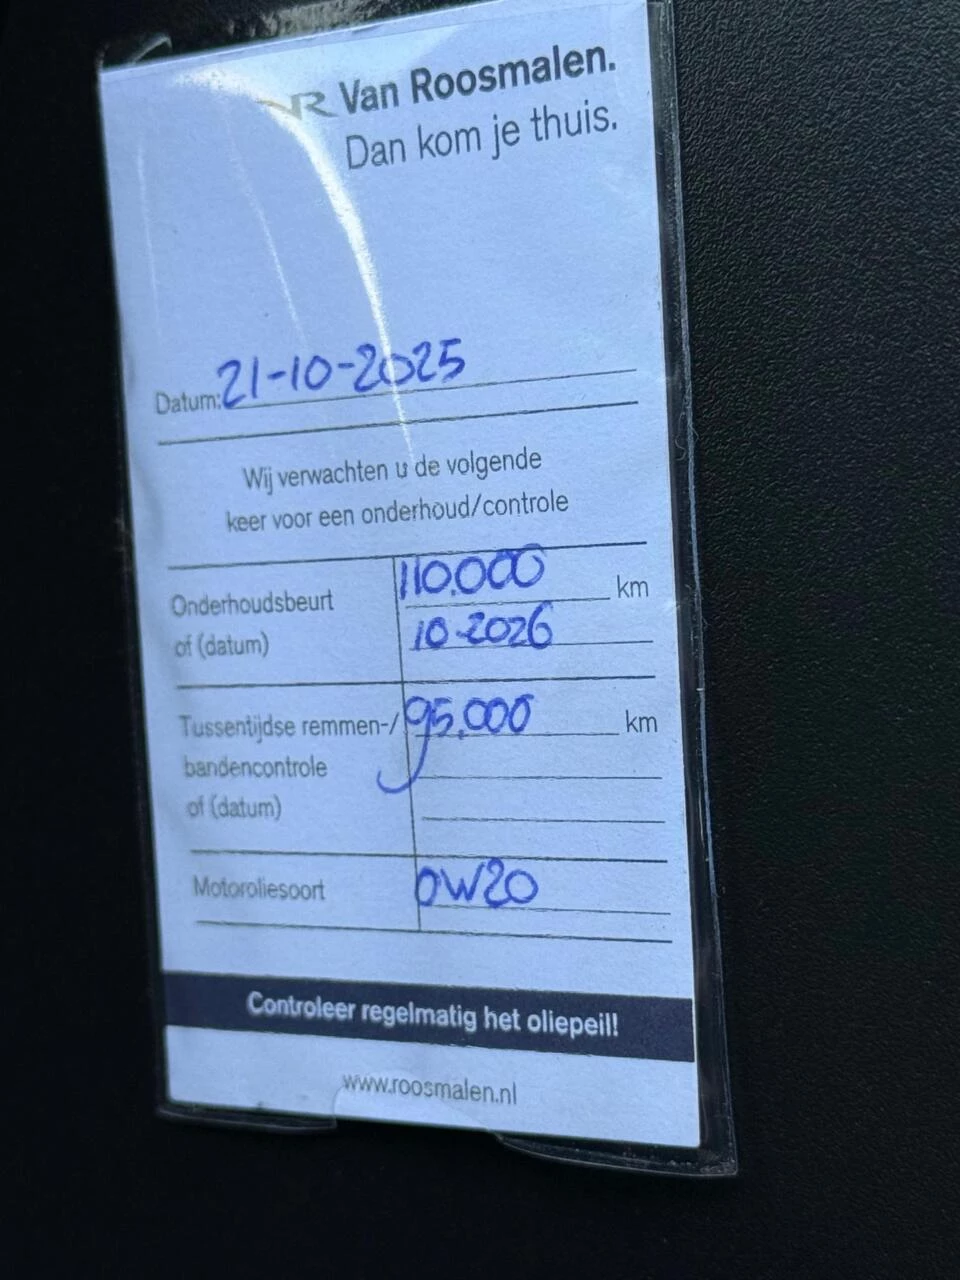 VR Van Roosmalen.
Dan kom je thuis.
Datum: 21-10-2025
Wij verwachten u de volgende
keer voor een onderhoud/controle
Onderhoudsbeurt 110.000 km
of (datum) 10-2026
Tussentijdse remmen-/ 95.000 km
bandencontrole
of (datum)
Motoroliesoort 0W20
Controleer regelmatig het oliepeil!
www.roosmalen.nl